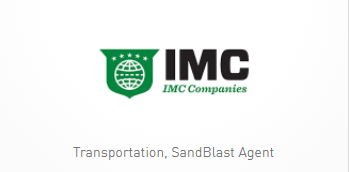 IMC
IMC Companies
Transportation, SandBlast Agent